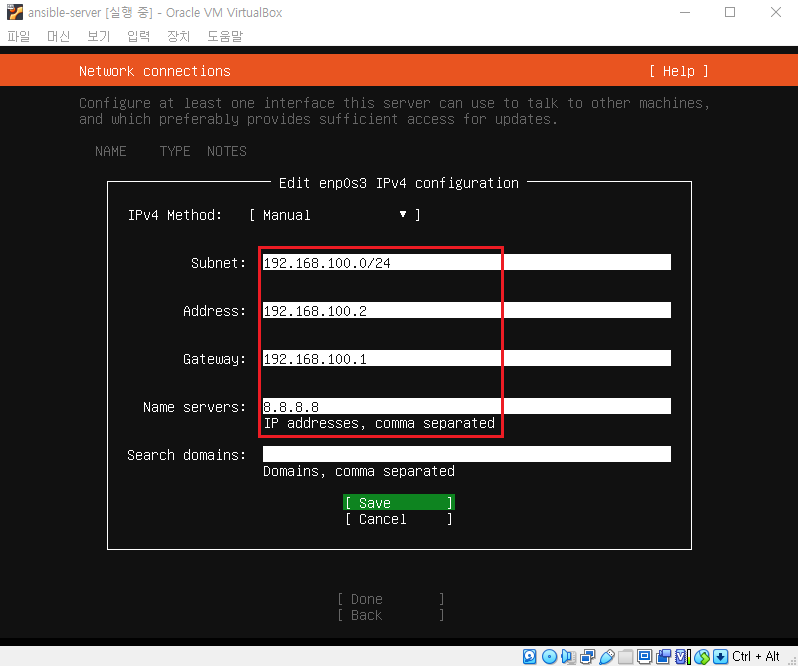 ansible-server [실행 중] - Oracle VM VirtualBox
파일 머신 보기 입력 장치 도움말
Network connections [ Help ]
Configure at least one interface this server can use to talk to other machines,
and which preferably provides sufficient access for updates.
NAME TYPE NOTES
Edit enp0s3 IPv4 configuration
IPv4 Method: [ Manual ▼ ]
Subnet: 192.168.100.0/24
Address: 192.168.100.2
Gateway: 192.168.100.1
Name servers: 8.8.8.8
IP addresses, comma separated
Search domains:
Domains, comma separated
[ Save ]
[ Cancel ]
[ Done ]
[ Back ]
Ctrl + Alt